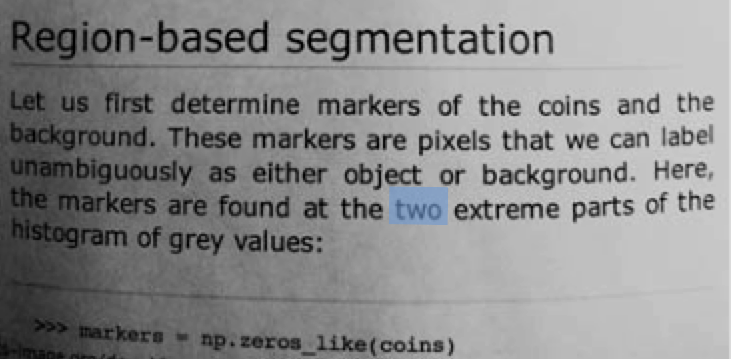 Region-based segmentation
Let us first determine markers of the coins and the
background. These markers are pixels that we can label
unambiguously as either object or background. Here,
the markers are found at the two extreme parts of the
histogram of grey values:
>>> markers = np.zeros_like(coins)